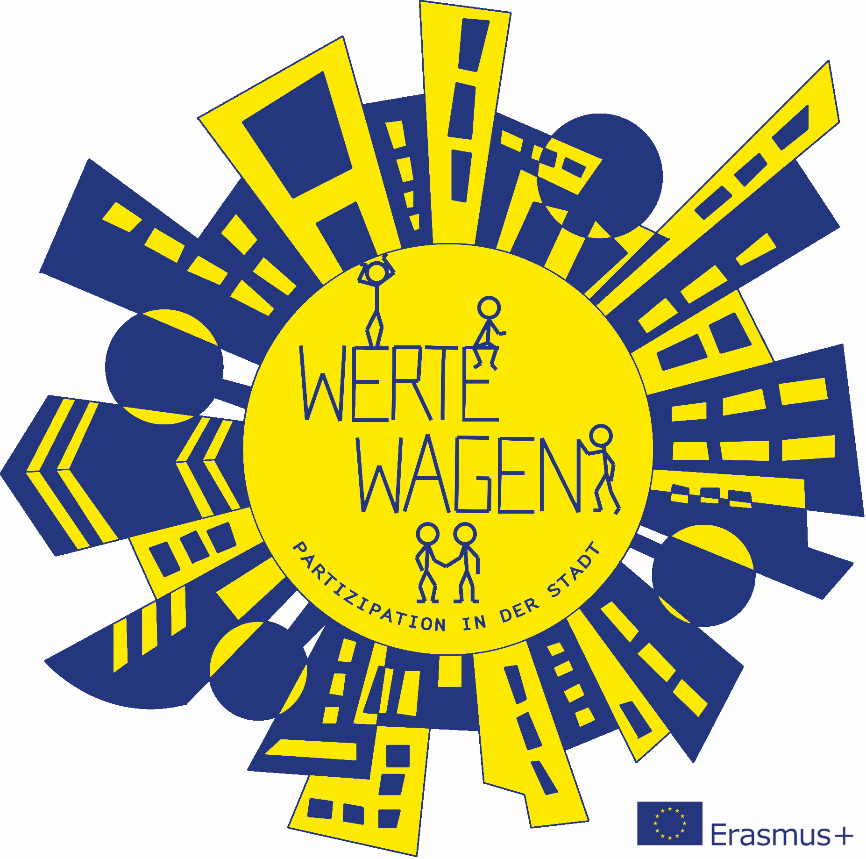 WERTE
WAGEN
PARTIZIPATION IN DER STADT
Erasmus+